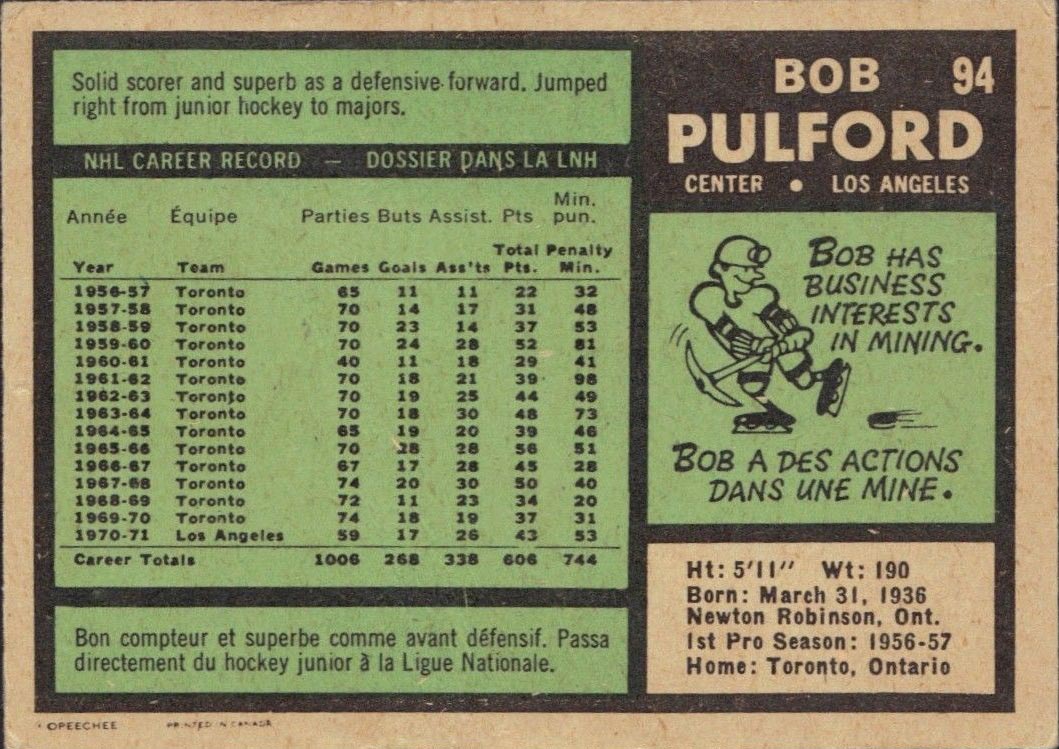 Solid scorer and superb as a defensive forward. Jumped
right from junior hockey to majors.
NHL CAREER RECORD — DOSSIER DANS LA LNH
Année Équipe Parties Buts Assist. Pts Min. pun.
Year Team Games Goals Ass'ts Total Pts. Penalty Min.
1956-57 Toronto 65 11 11 22 32
1957-58 Toronto 70 14 17 31 48
1958-59 Toronto 70 23 14 37 53
1959-60 Toronto 70 24 28 52 81
1960-61 Toronto 40 11 18 29 41
1961-62 Toronto 70 18 21 39 98
1962-63 Toronto 70 19 25 44 49
1963-64 Toronto 70 18 30 48 73
1964-65 Toronto 65 19 20 39 46
1965-66 Toronto 70 28 28 56 51
1966-67 Toronto 67 17 28 45 28
1967-68 Toronto 74 20 30 50 40
1968-69 Toronto 72 11 23 34 20
1969-70 Toronto 74 18 19 37 31
1970-71 Los Angeles 59 17 26 43 53
Career Totals 1006 268 338 606 744
Bon compteur et superbe comme avant défensif. Passa
directement du hockey junior à la Ligue Nationale.
BOB 94
PULFORD
CENTER • LOS ANGELES
BOB HAS
BUSINESS
INTERESTS
IN MINING.
BOB A DES ACTIONS
DANS UNE MINE.
Ht: 5'11" Wt: 190
Born: March 31, 1936
Newton Robinson, Ont.
1st Pro Season: 1956-57
Home: Toronto, Ontario
OPEECHEE PRINTED IN CANADA